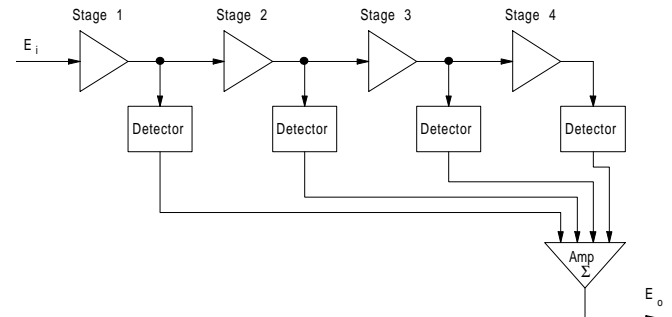 Stage 1 Stage 2 Stage 3 Stage 4
E i
Detector Detector Detector Detector
Amp
Σ
E o